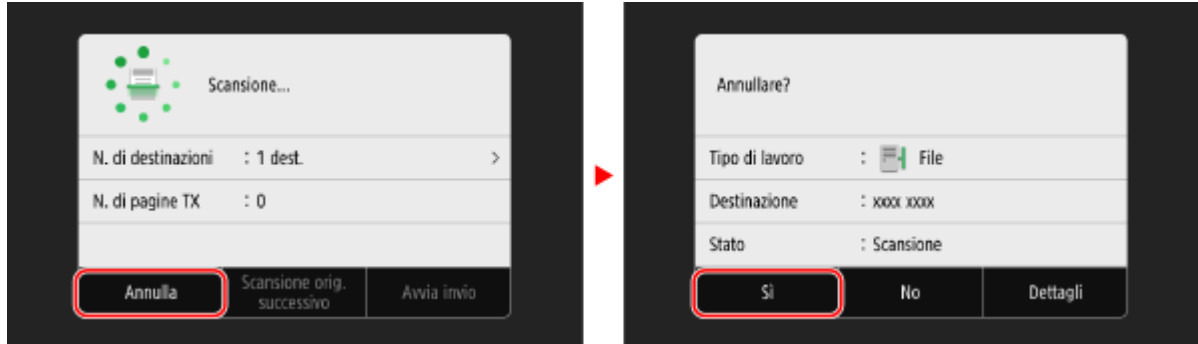 Scansione...
N. di destinazioni : 1 dest. >
N. di pagine TX : 0
Annulla
Scansione orig.
successivo
Avvia invio
Annullare?
Tipo di lavoro : File
Destinazione : xxxx xxxx
Stato : Scansione
Sì
No
Dettagli